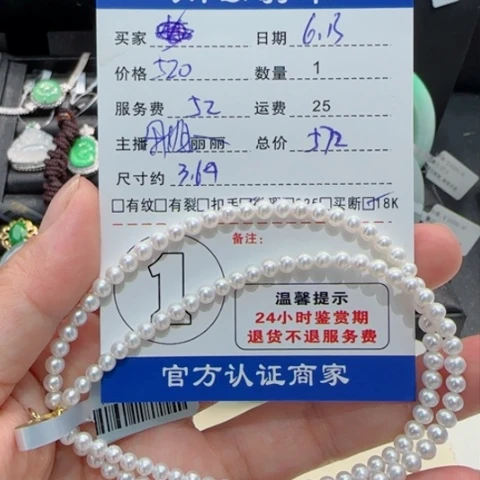 买家 日期 6.13
价格 520 数量 1
服务费 52 运费 25
主播 丽丽 总价 572
尺寸约 3.69
□有纹□有裂□扣手 925□买断☑18K
备注：
1
温馨提示
24小时鉴赏期
退货不退服务费
官方认证商家